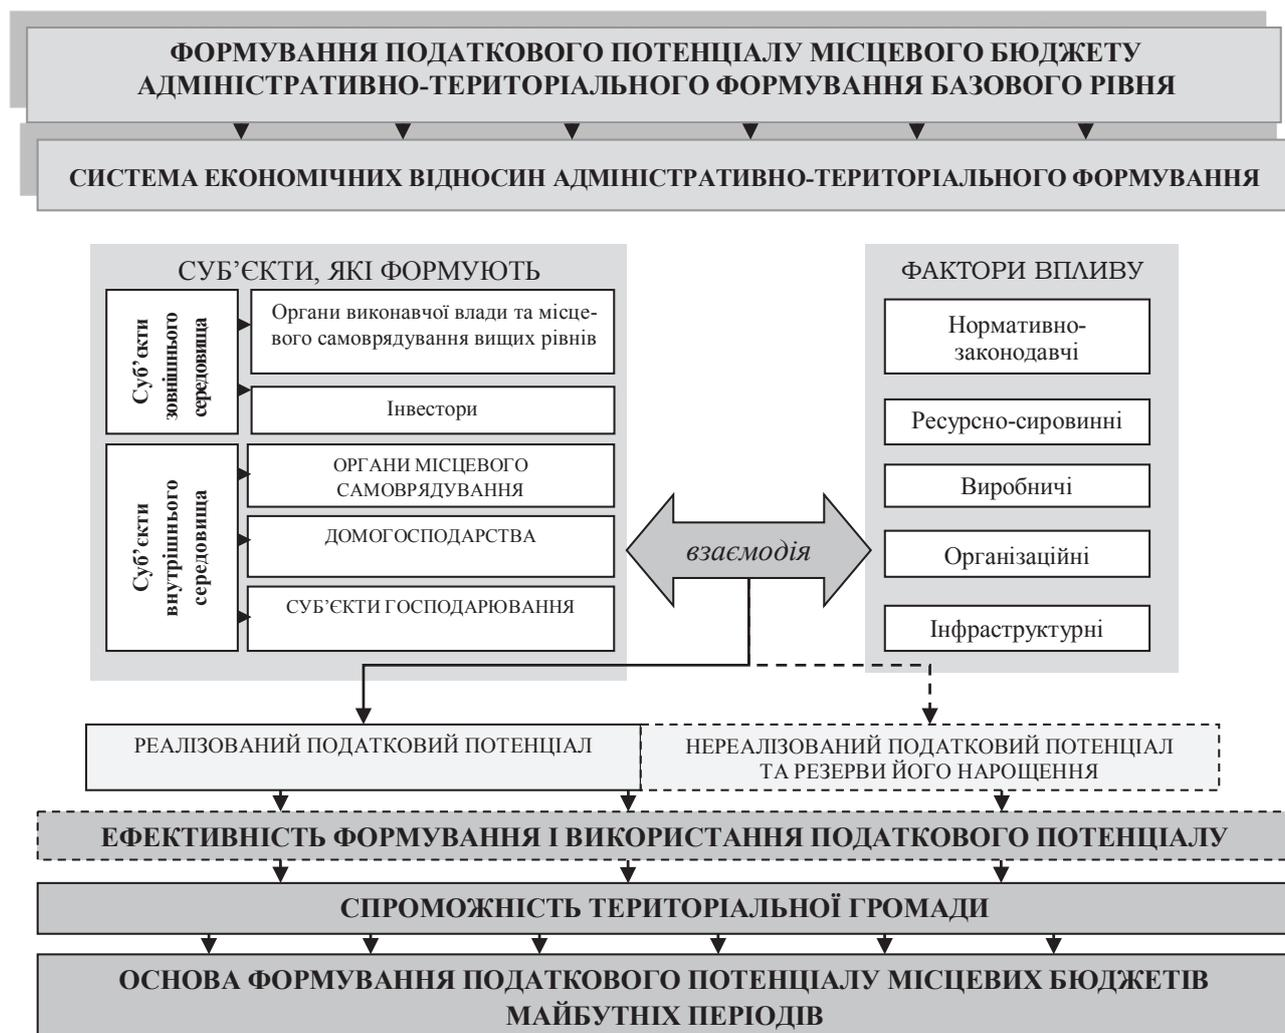 ФОРМУВАННЯ ПОДАТКОВОГО ПОТЕНЦІАЛУ МІСЦЕВОГО БЮДЖЕТУ
АДМІНІСТРАТИВНО-ТЕРИТОРІАЛЬНОГО ФОРМУВАННЯ БАЗОВОГО РІВНЯ
СИСТЕМА ЕКОНОМІЧНИХ ВІДНОСИН АДМІНІСТРАТИВНО-ТЕРИТОРІАЛЬНОГО ФОРМУВАННЯ
СУБ’ЄКТИ, ЯКІ ФОРМУЮТЬ
Суб’єкти
зовнішнього
середовища
Органи виконавчої влади та місце-
вого самоврядування вищих рівнів
Інвестори
Суб’єкти
внутрішнього
середовища
ОРГАНИ МІСЦЕВОГО
САМОВРЯДУВАННЯ
ДОМОГОСПОДАРСТВА
СУБ’ЄКТИ ГОСПОДАРЮВАННЯ
взаємодія
ФАКТОРИ ВПЛИВУ
Нормативно-
законодавчі
Ресурсно-сировинні
Виробничі
Організаційні
Інфраструктурні
РЕАЛІЗОВАНИЙ ПОДАТКОВИЙ ПОТЕНЦІАЛ
НЕРЕАЛІЗОВАНИЙ ПОДАТКОВИЙ ПОТЕНЦІАЛ
ТА РЕЗЕРВИ ЙОГО НАРОЩЕННЯ
ЕФЕКТИВНІСТЬ ФОРМУВАННЯ І ВИКОРИСТАННЯ ПОДАТКОВОГО ПОТЕНЦІАЛУ
СПРОМОЖНІСТЬ ТЕРИТОРІАЛЬНОЇ ГРОМАДИ
ОСНОВА ФОРМУВАННЯ ПОДАТКОВОГО ПОТЕНЦІАЛУ МІСЦЕВИХ БЮДЖЕТІВ
МАЙБУТНІХ ПЕРІОДІВ